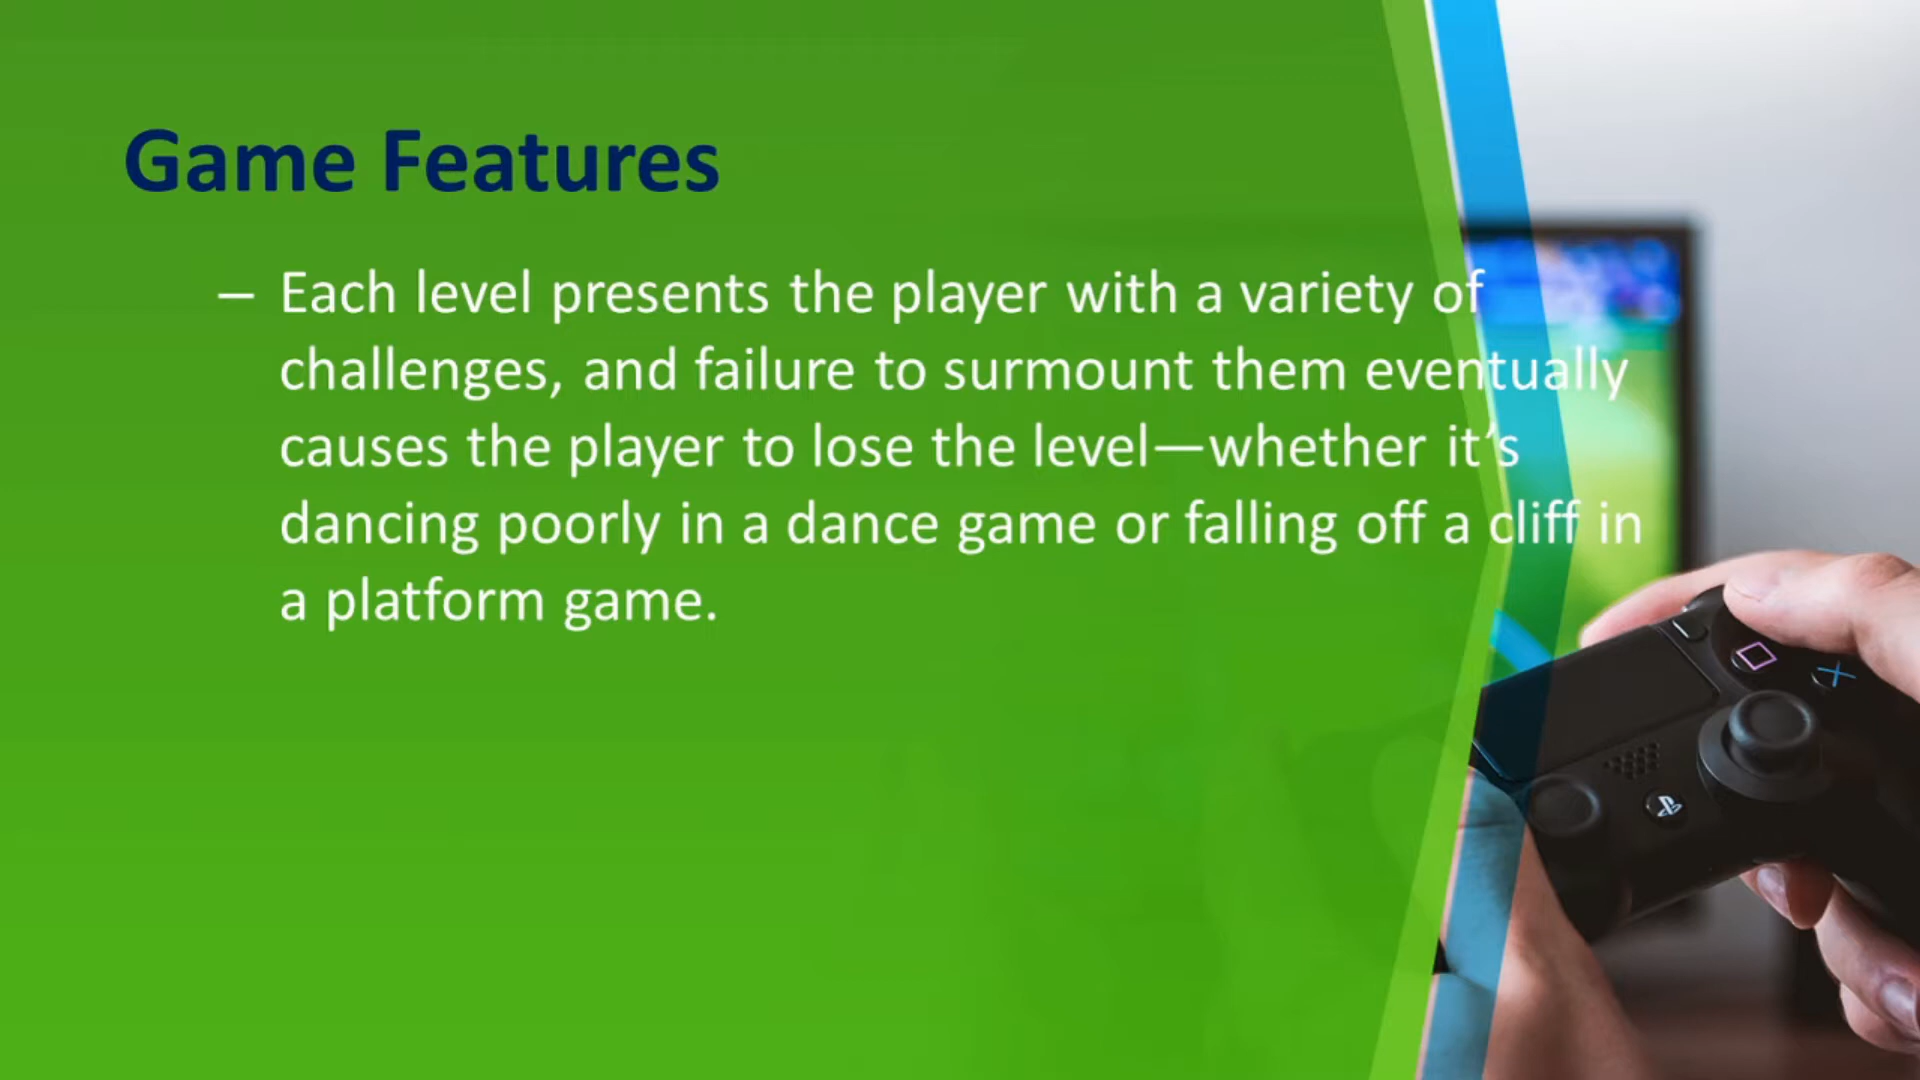 Game Features
– Each level presents the player with a variety of
challenges, and failure to surmount them eventually
causes the player to lose the level—whether it’s
dancing poorly in a dance game or falling off a cliff in
a platform game.